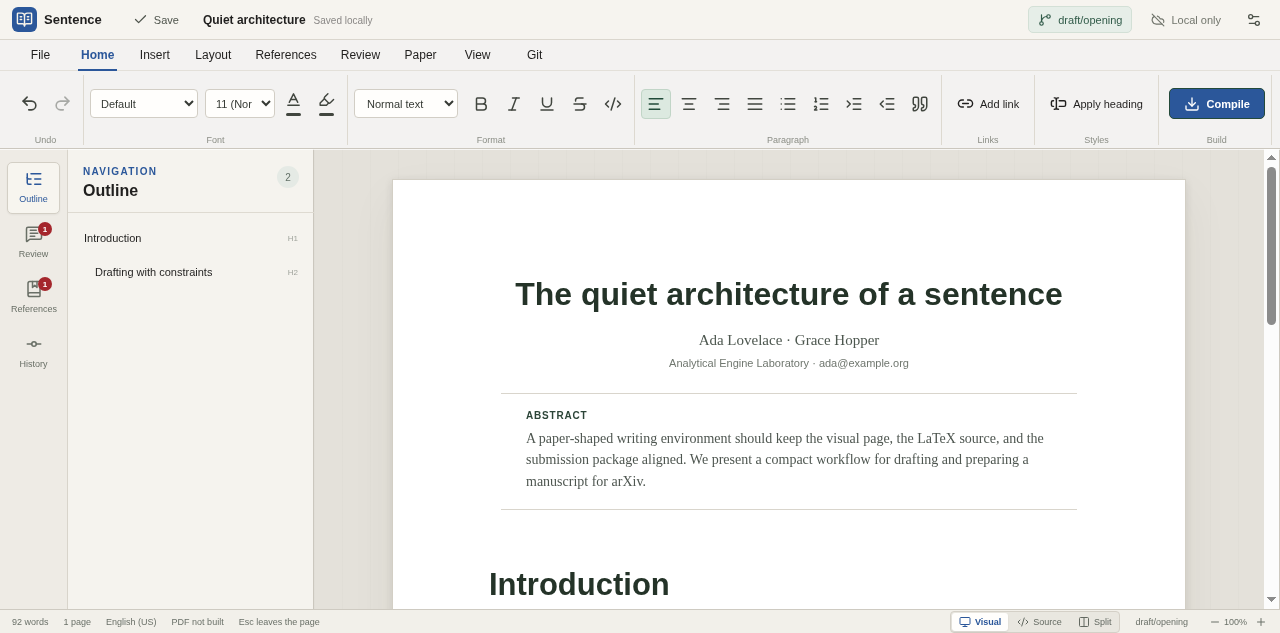 Sentence
Save
Quiet architecture Saved locally
draft/opening
Local only
File Home Insert Layout References Review Paper View Git
Default
11 (Nor
Normal text
Add link
Apply heading
Compile
Undo Font Format Paragraph Links Styles Build
Outline
Review 1
References 1
History
NAVIGATION
Outline
2
Introduction H1
Drafting with constraints H2
The quiet architecture of a sentence
Ada Lovelace · Grace Hopper
Analytical Engine Laboratory · ada@example.org
ABSTRACT
A paper-shaped writing environment should keep the visual page, the LaTeX source, and the
submission package aligned. We present a compact workflow for drafting and preparing a
manuscript for arXiv.
Introduction
92 words 1 page English (US) PDF not built Esc leaves the page
Visual Source Split draft/opening 100%